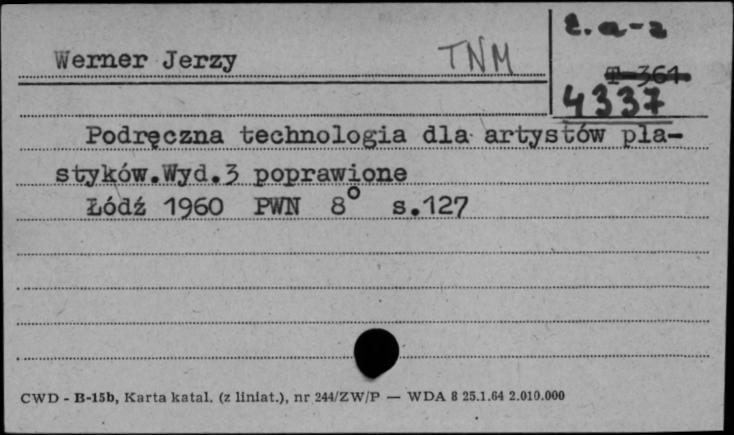 Werner Jerzy
TNM
T-361
4337
Podręczna technologia dla artystów pla-
styków.Wyd.3 poprawione
Łódź 1960 PWN 8° s.127
CWD - B-15b, Karta katal. (z liniat.), nr 244/ZW/P — WDA 8 25.1.64 2.010.000